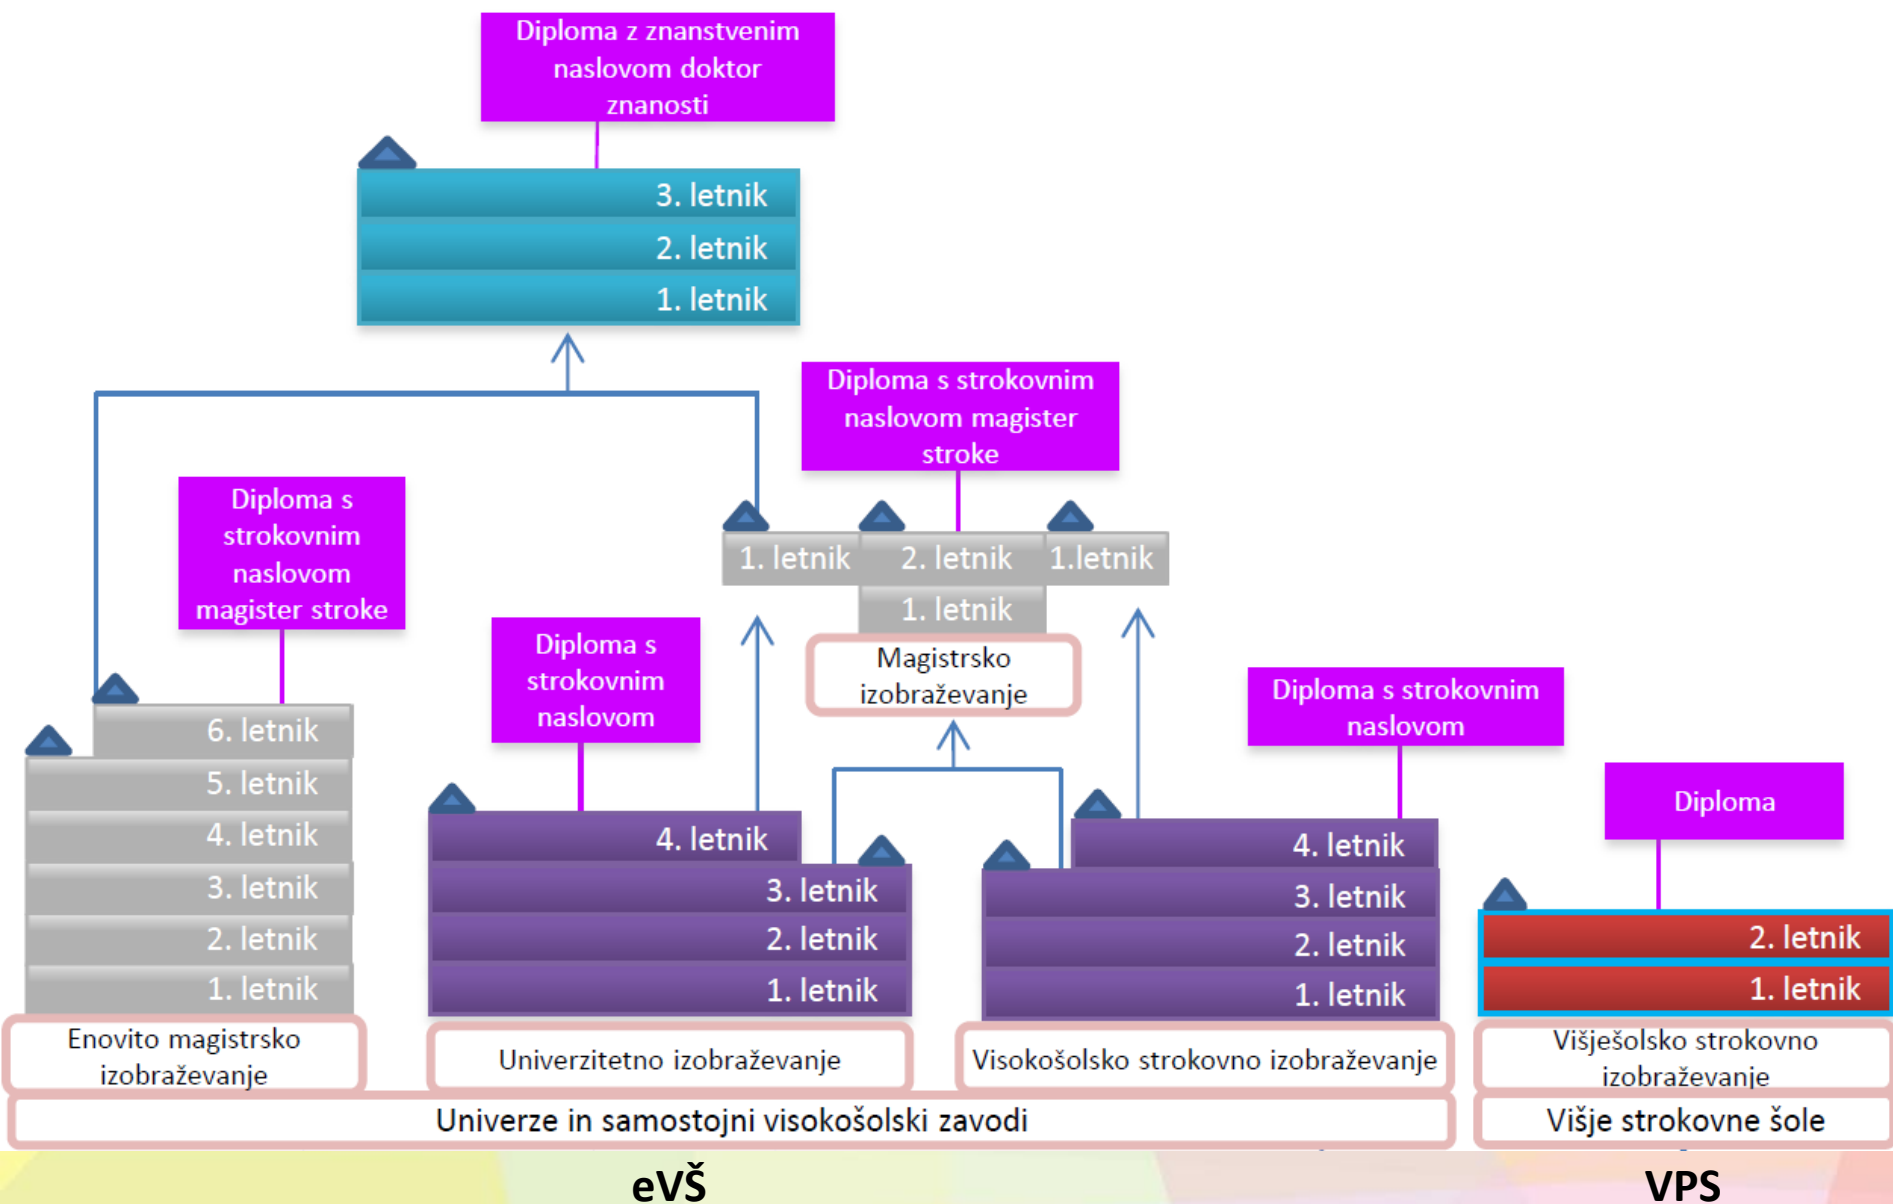 Diploma z znanstvenim
naslovom doktor
znanosti
3. letnik
2. letnik
1. letnik
Diploma s strokovnim
naslovom magister
stroke
Diploma s
strokovnim
naslovom
magister stroke
1. letnik
2. letnik
1.letnik
1. letnik
Magistrsko
izobraževanje
Diploma s
strokovnim
naslovom
Diploma s strokovnim
naslovom
Diploma
6. letnik
5. letnik
4. letnik
3. letnik
2. letnik
1. letnik
Enovito magistrsko
izobraževanje
4. letnik
3. letnik
2. letnik
1. letnik
Univerzitetno izobraževanje
4. letnik
3. letnik
2. letnik
1. letnik
Visokošolsko strokovno izobraževanje
2. letnik
1. letnik
Višješolsko strokovno
izobraževanje
Univerze in samostojni visokošolski zavodi
Višje strokovne šole
eVŠ
VPS